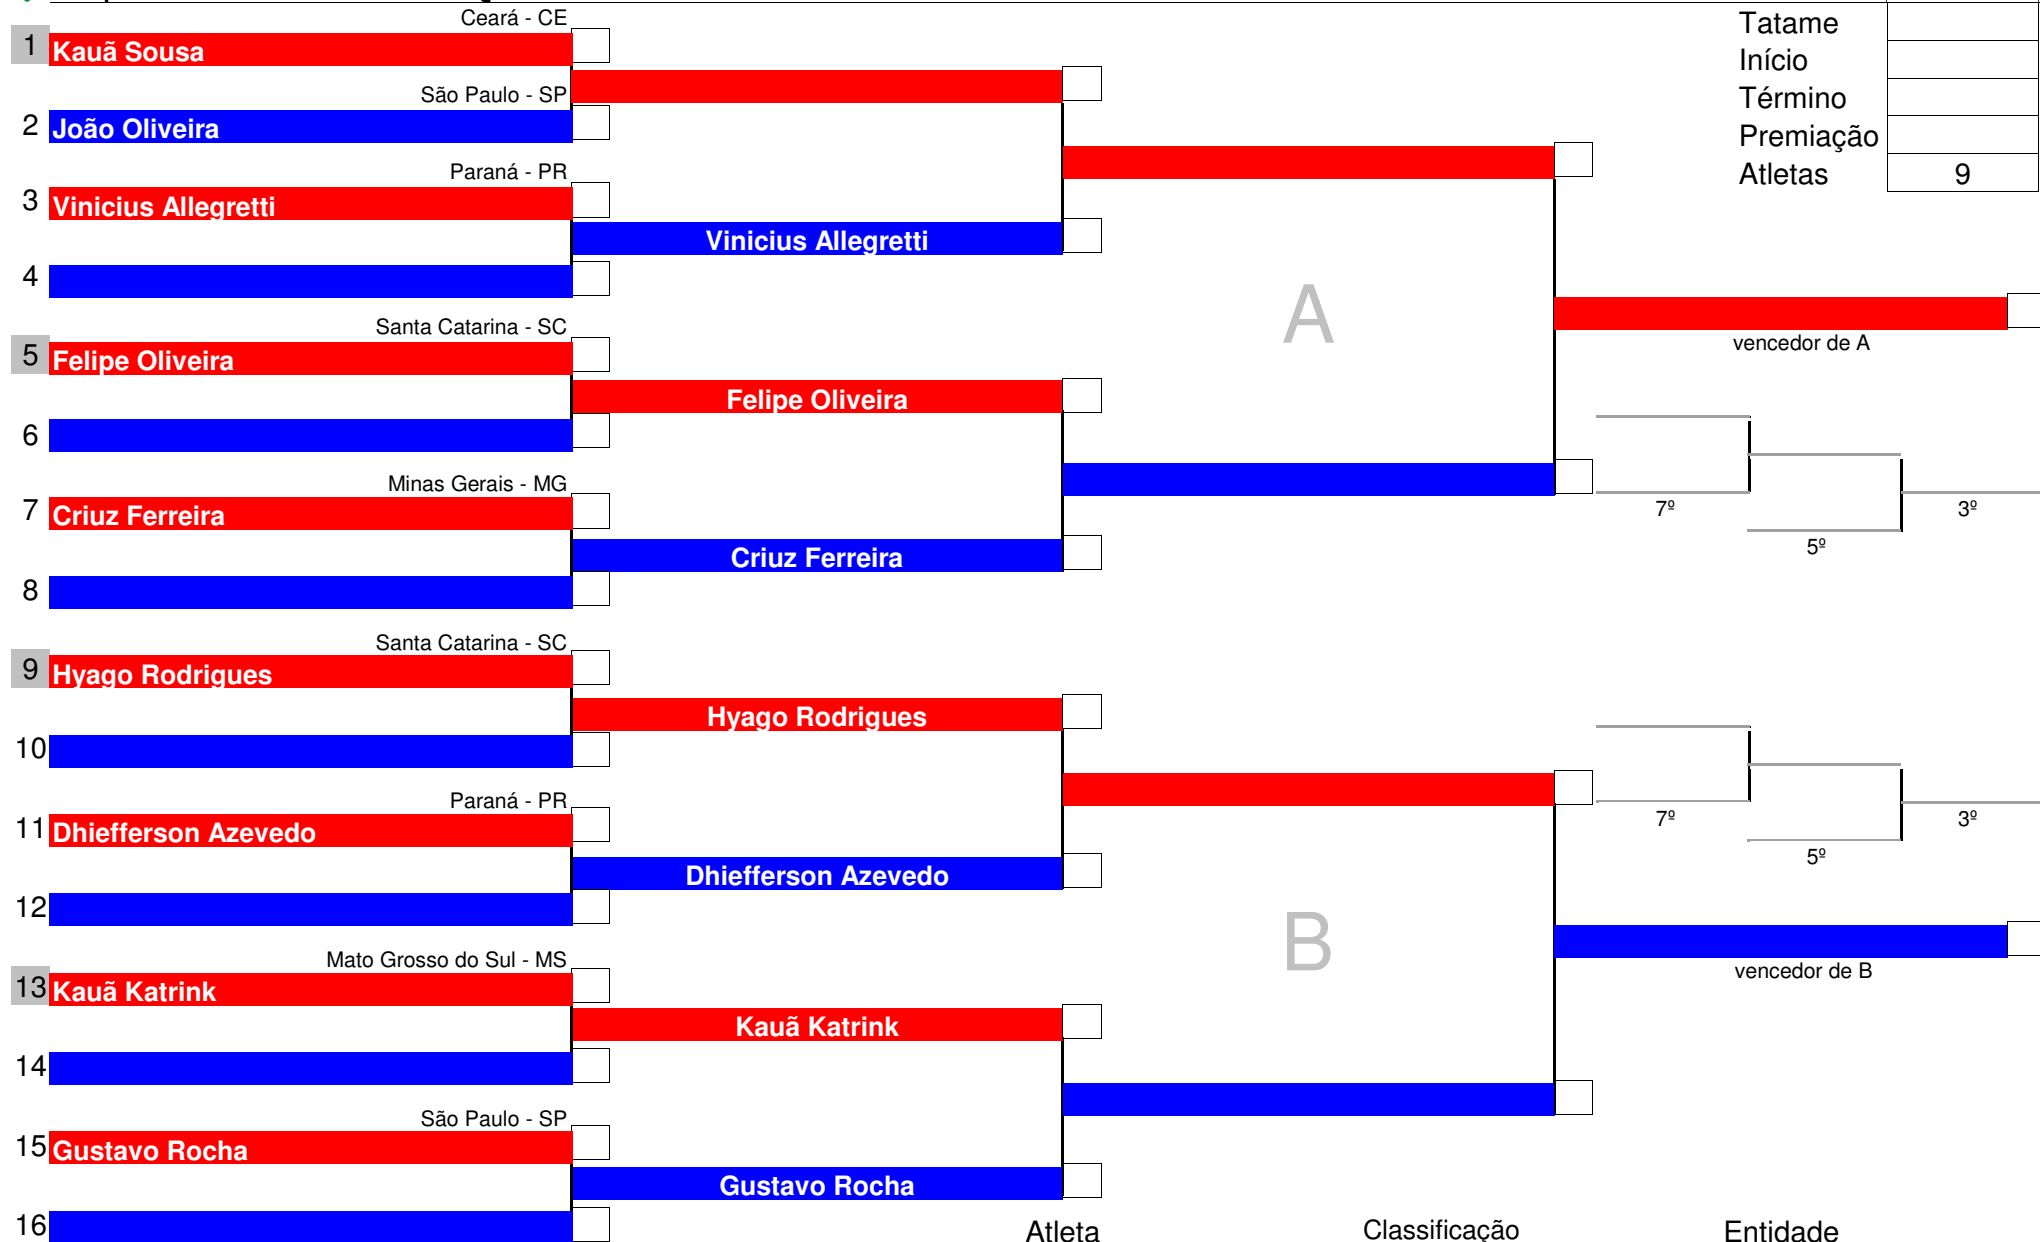 Ceará - CE
1 Kauã Sousa
São Paulo - SP
2 João Oliveira
Paraná - PR
3 Vinicius Allegretti
Vinicius Allegretti
4
Santa Catarina - SC
5 Felipe Oliveira
Felipe Oliveira
6
Minas Gerais - MG
7 Criuz Ferreira
Criuz Ferreira
8
Tatame
Início
Término
Premiação
Atletas 9
A
vencedor de A
7º
3º
5º
Santa Catarina - SC
9 Hyago Rodrigues
Hyago Rodrigues
10
Paraná - PR
11 Dhiefferson Azevedo
Dhiefferson Azevedo
12
Mato Grosso do Sul - MS
13 Kauã Katrink
Kauã Katrink
14
São Paulo - SP
15 Gustavo Rocha
Gustavo Rocha
16
7º
3º
5º
B
vencedor de B
Atleta Classificação Entidade